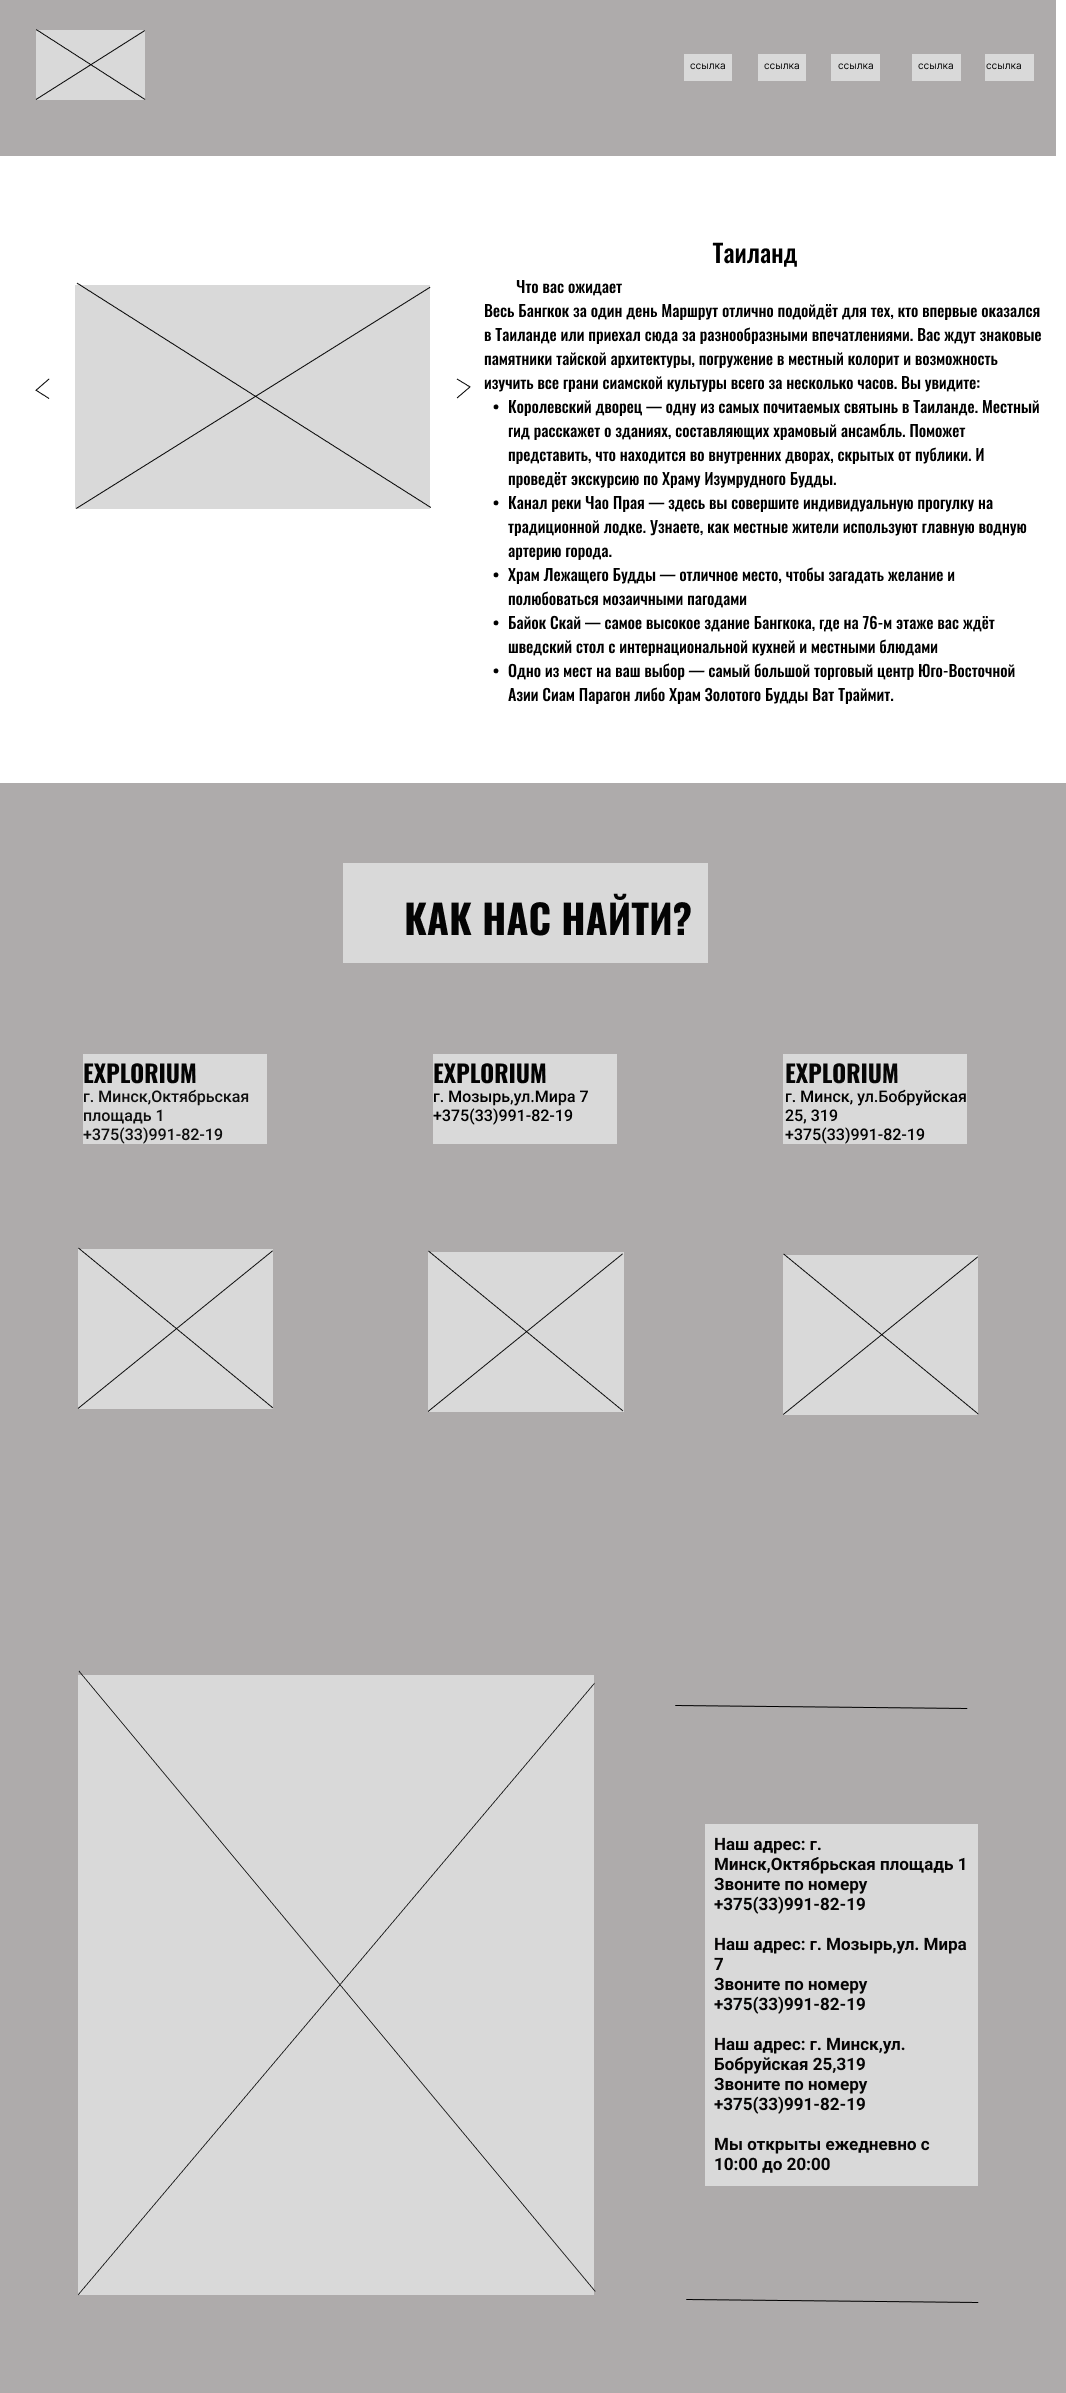 ссылка ссылка ссылка ссылка ссылка
Таиланд
Что вас ожидает
Весь Бангкок за один день Маршрут отлично подойдёт для тех, кто впервые оказался
в Таиланде или приехал сюда за разнообразными впечатлениями. Вас ждут знаковые
памятники тайской архитектуры, погружение в местный колорит и возможность
изучить все грани сиамской культуры всего за несколько часов. Вы увидите:
• Королевский дворец — одну из самых почитаемых святынь в Таиланде. Местный
гид расскажет о зданиях, составляющих храмовый ансамбль. Поможет
представить, что находится во внутренних дворах, скрытых от публики. И
проведёт экскурсию по Храму Изумрудного Будды.
• Канал реки Чао Прая — здесь вы совершите индивидуальную прогулку на
традиционной лодке. Узнаете, как местные жители используют главную водную
артерию города.
• Храм Лежащего Будды — отличное место, чтобы загадать желание и
полюбоваться мозаичными пагодами
• Байок Скай — самое высокое здание Бангкока, где на 76-м этаже вас ждёт
шведский стол с интернациональной кухней и местными блюдами
• Одно из мест на ваш выбор — самый большой торговый центр Юго-Восточной
Азии Сиам Парагон либо Храм Золотого Будды Ват Траймит.
КАК НАС НАЙТИ?
EXPLORIUM
г. Минск,Октябрьская
площадь 1
+375(33)991-82-19
EXPLORIUM
г. Мозырь,ул.Мира 7
+375(33)991-82-19
EXPLORIUM
г. Минск, ул.Бобруйская
25, 319
+375(33)991-82-19
Наш адрес: г.
Минск,Октябрьская площадь 1
Звоните по номеру
+375(33)991-82-19
Наш адрес: г. Мозырь,ул. Мира
7
Звоните по номеру
+375(33)991-82-19
Наш адрес: г. Минск,ул.
Бобруйская 25,319
Звоните по номеру
+375(33)991-82-19
Мы открыты ежедневно с
10:00 до 20:00